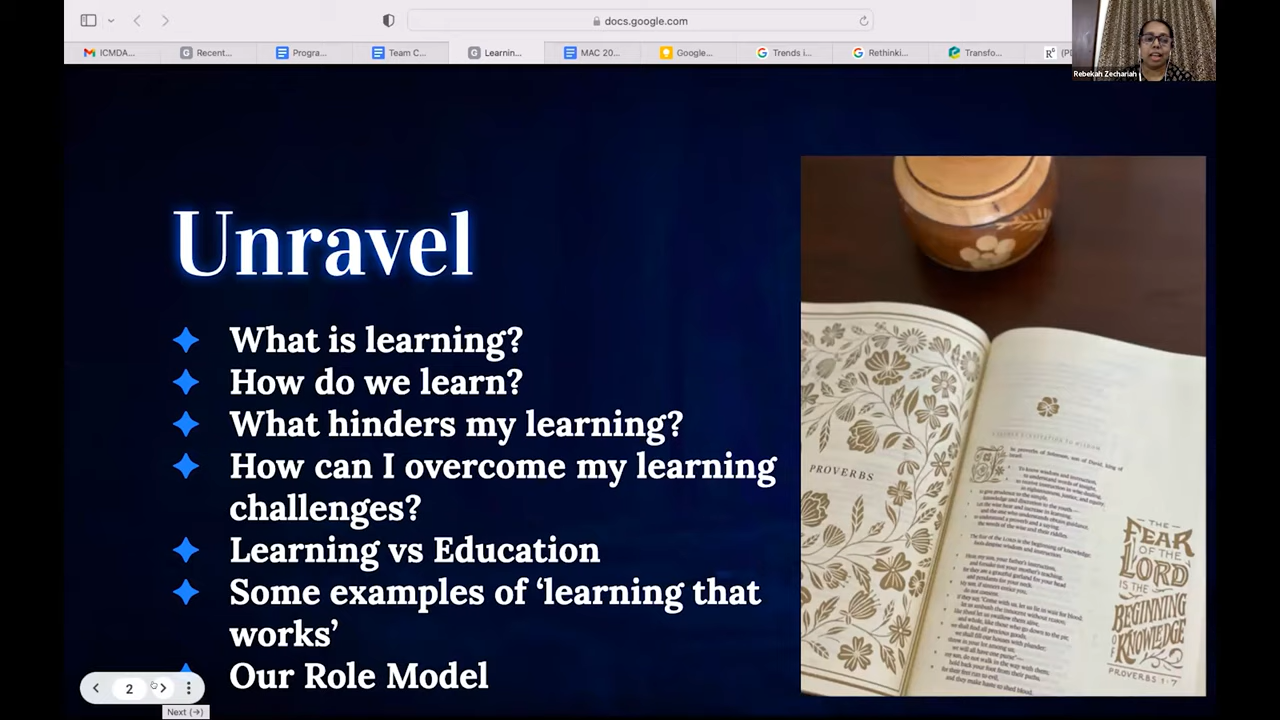 docs.google.com
ICMDA...
Recent...
Progra...
Team C...
Learnin...
MAC 20...
Google...
Trends i...
Rethinki...
Transfo...
Rebekah Zechariah
Unravel
What is learning?
How do we learn?
What hinders my learning?
How can I overcome my learning
challenges?
Learning vs Education
Some examples of ‘learning that
works’
Our Role Model
2
Next (→)
PROVERBS
THE
FEAR
OF THE
LORD
IS THE
BEGINNING
OF
KNOWLEDGE
PROVERBS 1:7